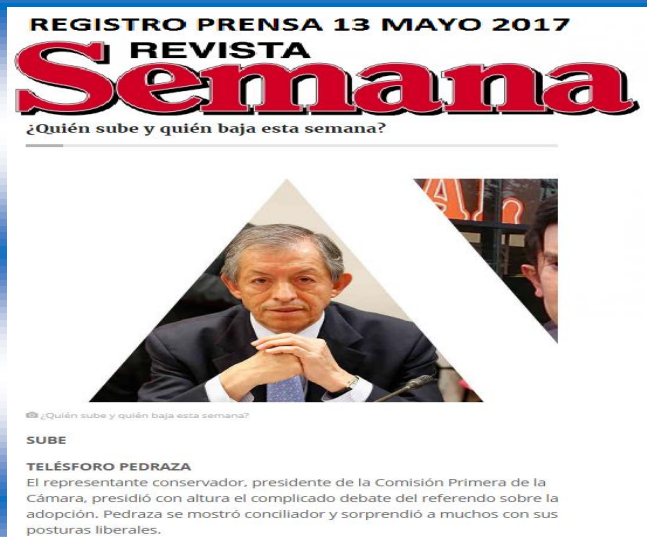 REGISTRO PRENSA 13 MAYO 2017
REVISTA
Semana
¿Quién sube y quién baja esta semana?
¿Quién sube y quién baja esta semana?
SUBE
TELÉSFORO PEDRAZA
El representante conservador, presidente de la Comisión Primera de la
Cámara, presidió con altura el complicado debate del referendo sobre la
adopción. Pedraza se mostró conciliador y sorprendió a muchos con sus
posturas liberales.